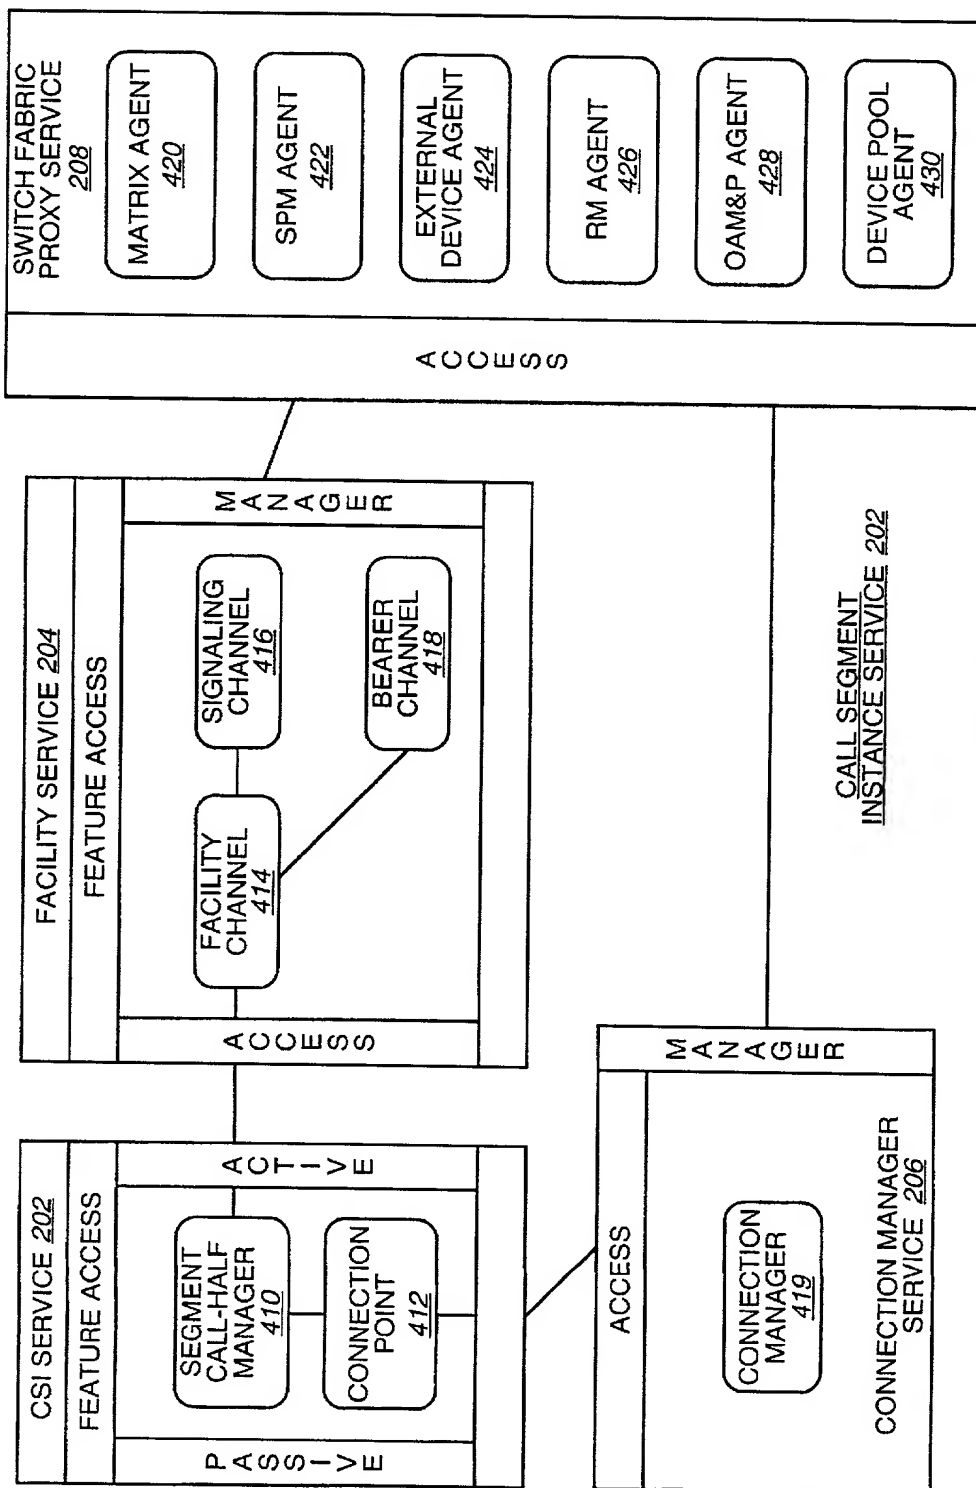 CSI SERVICE 202
FEATURE ACCESS
PASSIVE
SEGMENT
CALL-HALF
MANAGER
410
CONNECTION
POINT
412
ACTIVE
FACILITY SERVICE 204
FEATURE ACCESS
ACCESS
FACILITY
CHANNEL
414
SIGNALING
CHANNEL
416
BEARER
CHANNEL
418
MANAGER
SWITCH FABRIC
PROXY SERVICE
208
ACCESS
MATRIX AGENT
420
SPM AGENT
422
EXTERNAL
DEVICE AGENT
424
RM AGENT
426
OAM&P AGENT
428
DEVICE POOL
AGENT
430
ACCESS
CONNECTION
MANAGER
419
MANAGER
CONNECTION MANAGER
SERVICE 206
CALL SEGMENT
INSTANCE SERVICE 202